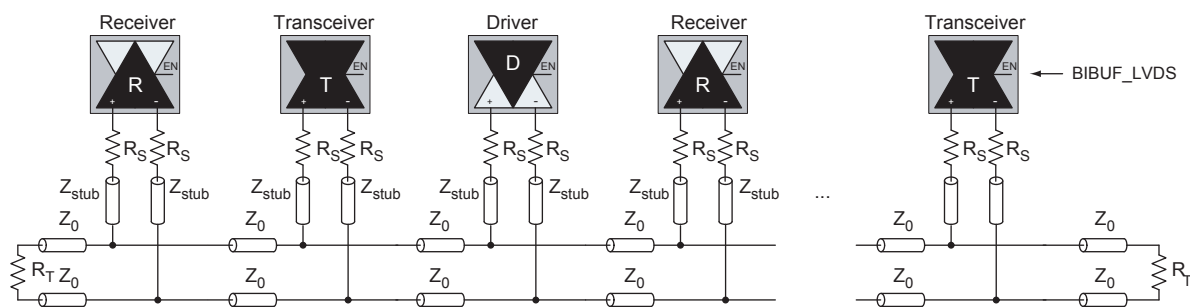 Receiver Transceiver Driver Receiver Transceiver
EN EN EN EN
R T D R T BIBUF_LVDS
+ - + - + - + - + -
R_S R_S R_S R_S R_S R_S R_S R_S R_S R_S
Z_stub Z_stub Z_stub Z_stub Z_stub Z_stub Z_stub Z_stub ...
Z_0 Z_0 Z_0 Z_0 Z_0 Z_0
R_T Z_0 Z_0 Z_0 Z_0 Z_0 Z_0 R_T